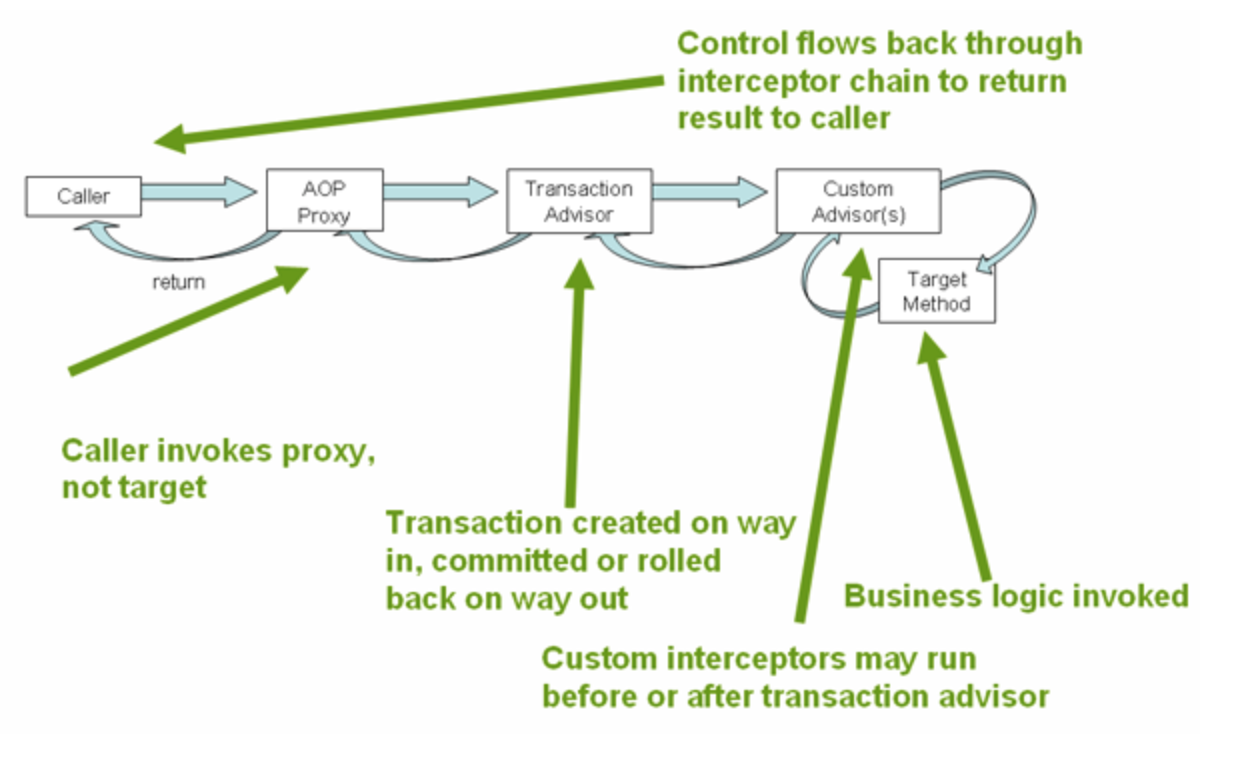 Control flows back through
interceptor chain to return
result to caller
Caller
AOP
Proxy
Transaction
Advisor
Custom
Advisor(s)
Target
Method
return
Caller invokes proxy,
not target
Transaction created on way
in, committed or rolled
back on way out
Business logic invoked
Custom interceptors may run
before or after transaction advisor